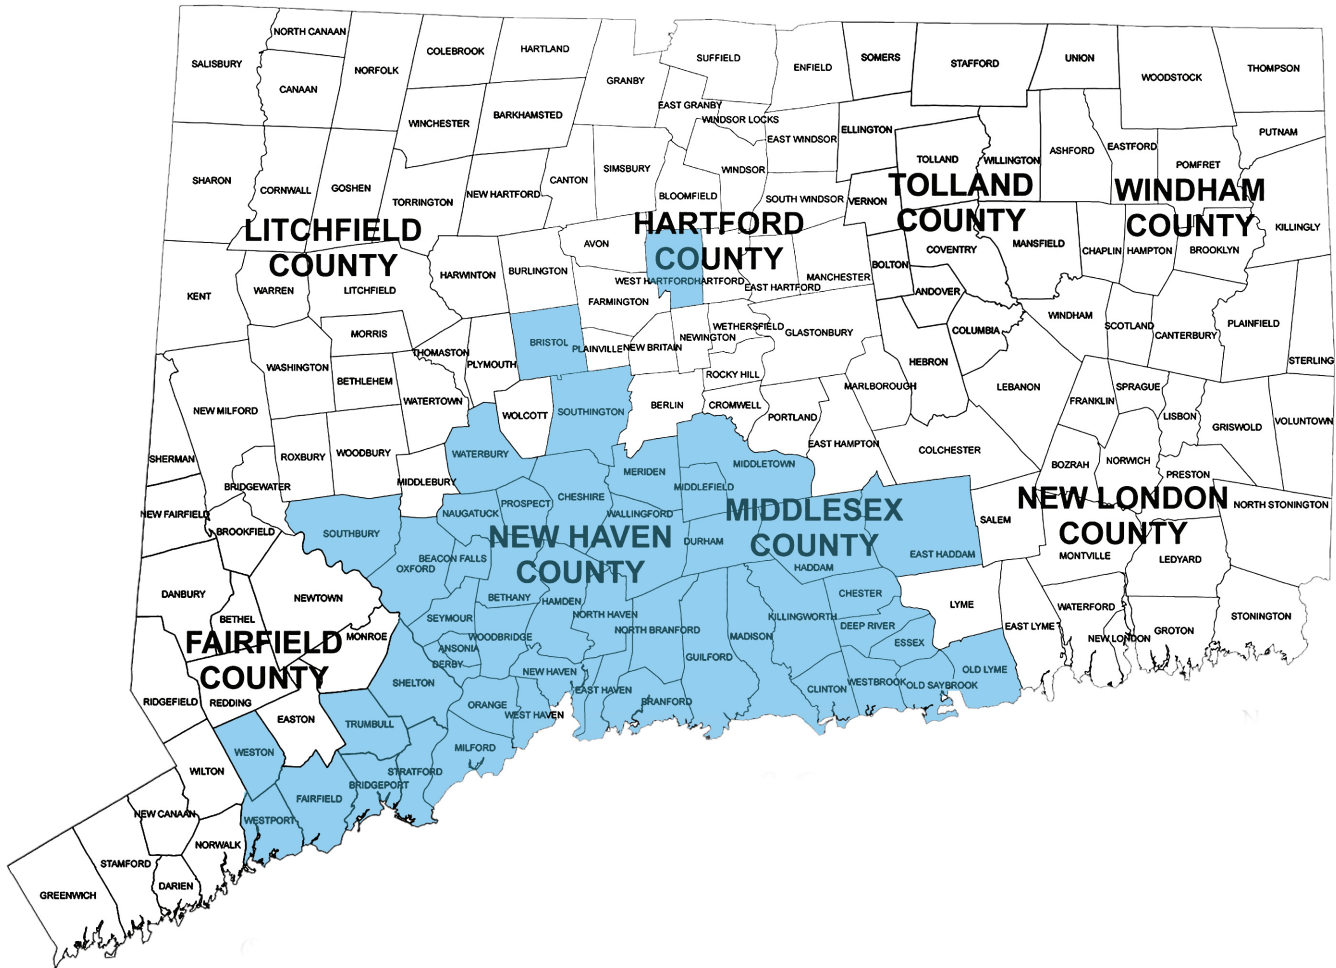 NORTH CANAAN
SALISBURY
CANAAN
NORFOLK
COLEBROOK
HARTLAND
GRANBY
SUFFIELD
ENFIELD
SOMERS
STAFFORD
UNION
WOODSTOCK
THOMPSON
WINCHESTER
BARKHAMSTED
EAST GRANBY
WINDSOR LOCKS
EAST WINDSOR
ELLINGTON
TOLLAND
WILLINGTON
ASHFORD
EASTFORD
POMFRET
PUTNAM
SHARON
CORNWALL
GOSHEN
TORRINGTON
NEW HARTFORD
CANTON
SIMSBURY
BLOOMFIELD
WINDSOR
SOUTH WINDSOR
VERNON
TOLLAND
COUNTY
WINDHAM
COUNTY
LITCHFIELD
COUNTY
HARTFORD
COUNTY
KENT
WARREN
LITCHFIELD
HARWINTON
BURLINGTON
AVON
WEST HARTFORD
HARTFORD
EAST HARTFORD
MANCHESTER
BOLTON
COVENTRY
MANSFIELD
CHAPLIN
HAMPTON
BROOKLYN
KILLINGLY
ANDOVER
FARMINGTON
MORRIS
BRISTOL
PLAINVILLE
NEW BRITAIN
NEWINGTON
WETHERSFIELD
GLASTONBURY
COLUMBIA
WINDHAM
SCOTLAND
CANTERBURY
PLAINFIELD
STERLING
WASHINGTON
BETHLEHEM
THOMASTON
PLYMOUTH
ROCKY HILL
HEBRON
MARLBOROUGH
LEBANON
FRANKLIN
SPRAGUE
LISBON
GRISWOLD
VOLUNTOWN
NEW MILFORD
WATERTOWN
WOLCOTT
SOUTHINGTON
BERLIN
CROMWELL
PORTLAND
EAST HAMPTON
COLCHESTER
SHERMAN
ROXBURY
WOODBURY
WATERBURY
MERIDEN
MIDDLETOWN
BOZRAH
NORWICH
PRESTON
BRIDGEWATER
MIDDLEBURY
PROSPECT
CHESHIRE
MIDDLEFIELD
NEW LONDON
COUNTY
NORTH STONINGTON
NEW FAIRFIELD
BROOKFIELD
SOUTHBURY
NAUGATUCK
WALLINGFORD
MIDDLESEX
COUNTY
SALEM
NEW HAVEN
COUNTY
DURHAM
EAST HADDAM
MONTVILLE
LEDYARD
OXFORD
BEACON FALLS
HADDAM
DANBURY
BETHEL
NEWTOWN
BETHANY
HAMDEN
CHESTER
LYME
WATERFORD
SEYMOUR
NORTH HAVEN
NORTH BRANFORD
KILLINGWORTH
DEEP RIVER
EAST LYME
NEW LONDON
GROTON
STONINGTON
FAIRFIELD
COUNTY
MONROE
WOODBRIDGE
ANSONIA
DERBY
MADISON
ESSEX
GUILFORD
NEW HAVEN
OLD LYME
SHELTON
RIDGEFIELD
REDDING
EAST HAVEN
BRANFORD
CLINTON
WESTBROOK
OLD SAYBROOK
ORANGE
WEST HAVEN
EASTON
TRUMBULL
WESTON
MILFORD
WILTON
STRATFORD
BRIDGEPORT
FAIRFIELD
NEW CANAAN
WESTPORT
NORWALK
STAMFORD
DARIEN
GREENWICH